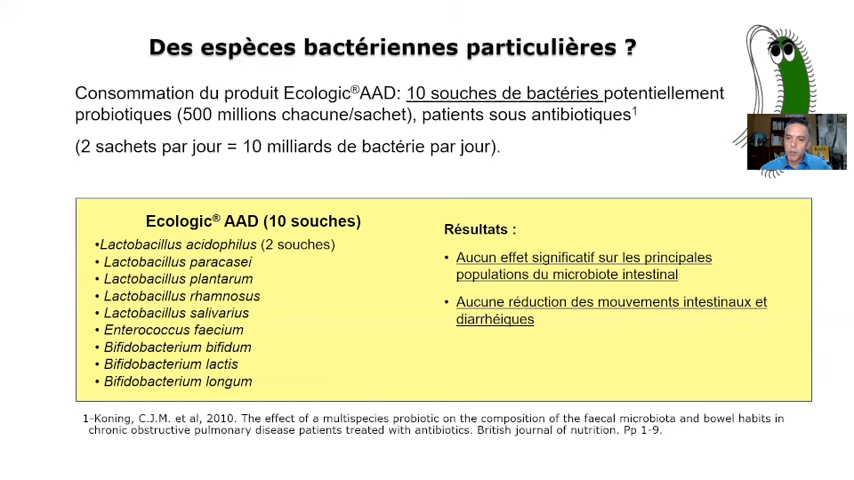 Des espèces bactériennes particulières ?
Consommation du produit Ecologic®AAD: 10 souches de bactéries potentiellement
probiotiques (500 millions chacune/sachet), patients sous antibiotiques1
(2 sachets par jour = 10 milliards de bactérie par jour).
Ecologic® AAD (10 souches)
•Lactobacillus acidophilus (2 souches)
• Lactobacillus paracasei
• Lactobacillus plantarum
• Lactobacillus rhamnosus
• Lactobacillus salivarius
• Enterococcus faecium
• Bifidobacterium bifidum
• Bifidobacterium lactis
• Bifidobacterium longum
Résultats :
• Aucun effet significatif sur les principales
populations du microbiote intestinal
• Aucune réduction des mouvements intestinaux et
diarrhéiques
1-Koning, C.J.M. et al, 2010. The effect of a multispecies probiotic on the composition of the faecal microbiota and bowel habits in
chronic obstructive pulmonary disease patients treated with antibiotics. British journal of nutrition. Pp 1-9.